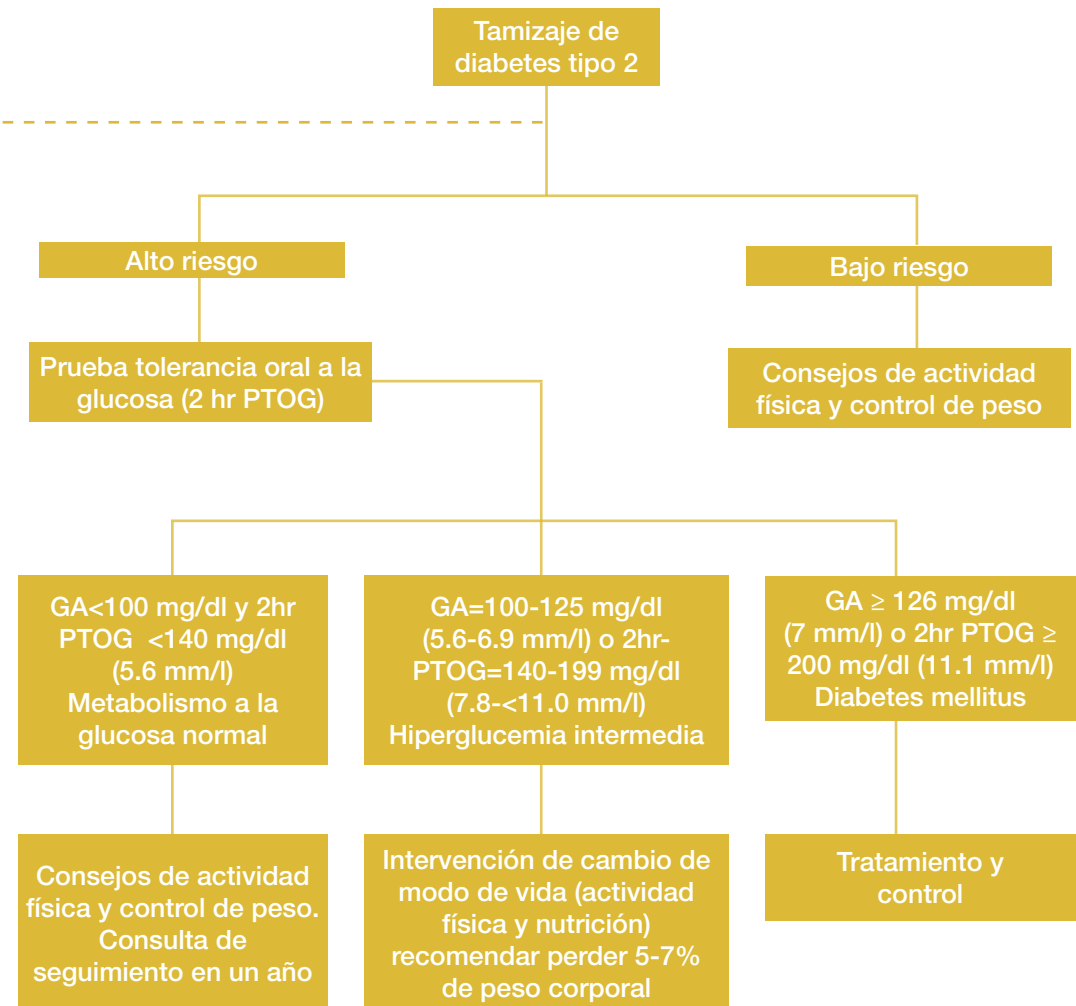 Tamizaje de
diabetes tipo 2
Alto riesgo
Bajo riesgo
Prueba tolerancia oral a la
glucosa (2 hr PTOG)
Consejos de actividad
física y control de peso
GA<100 mg/dl y 2hr
PTOG <140 mg/dl
(5.6 mm/l)
Metabolismo a la
glucosa normal
GA=100-125 mg/dl
(5.6-6.9 mm/l) o 2hr-
PTOG=140-199 mg/dl
(7.8-<11.0 mm/l)
Hiperglucemia intermedia
GA ≥ 126 mg/dl
(7 mm/l) o 2hr PTOG ≥
200 mg/dl (11.1 mm/l)
Diabetes mellitus
Consejos de actividad
física y control de peso.
Consulta de
seguimiento en un año
Intervención de cambio de
modo de vida (actividad
física y nutrición)
recomendar perder 5-7%
de peso corporal
Tratamiento y
control